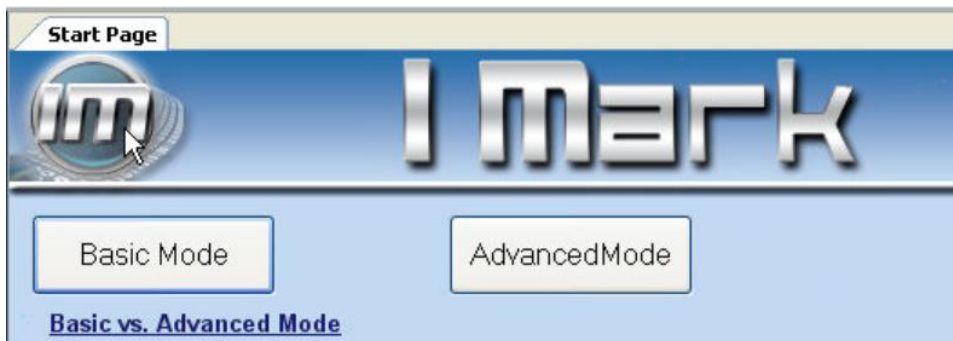 Start Page
im
I Mark
Basic Mode
AdvancedMode
Basic vs. Advanced Mode